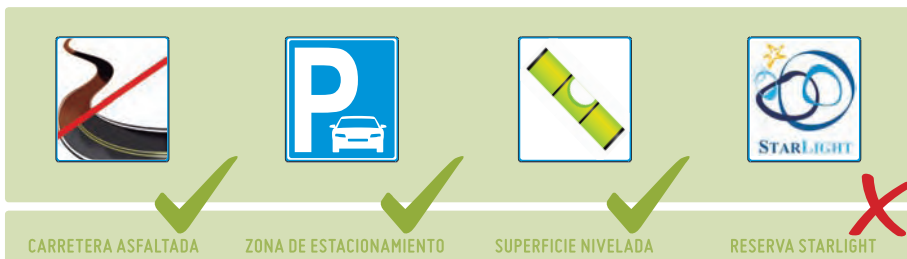 P
STARLIGHT
CARRETERA ASFALTADA
ZONA DE ESTACIONAMIENTO
SUPERFICIE NIVELADA
RESERVA STARLIGHT